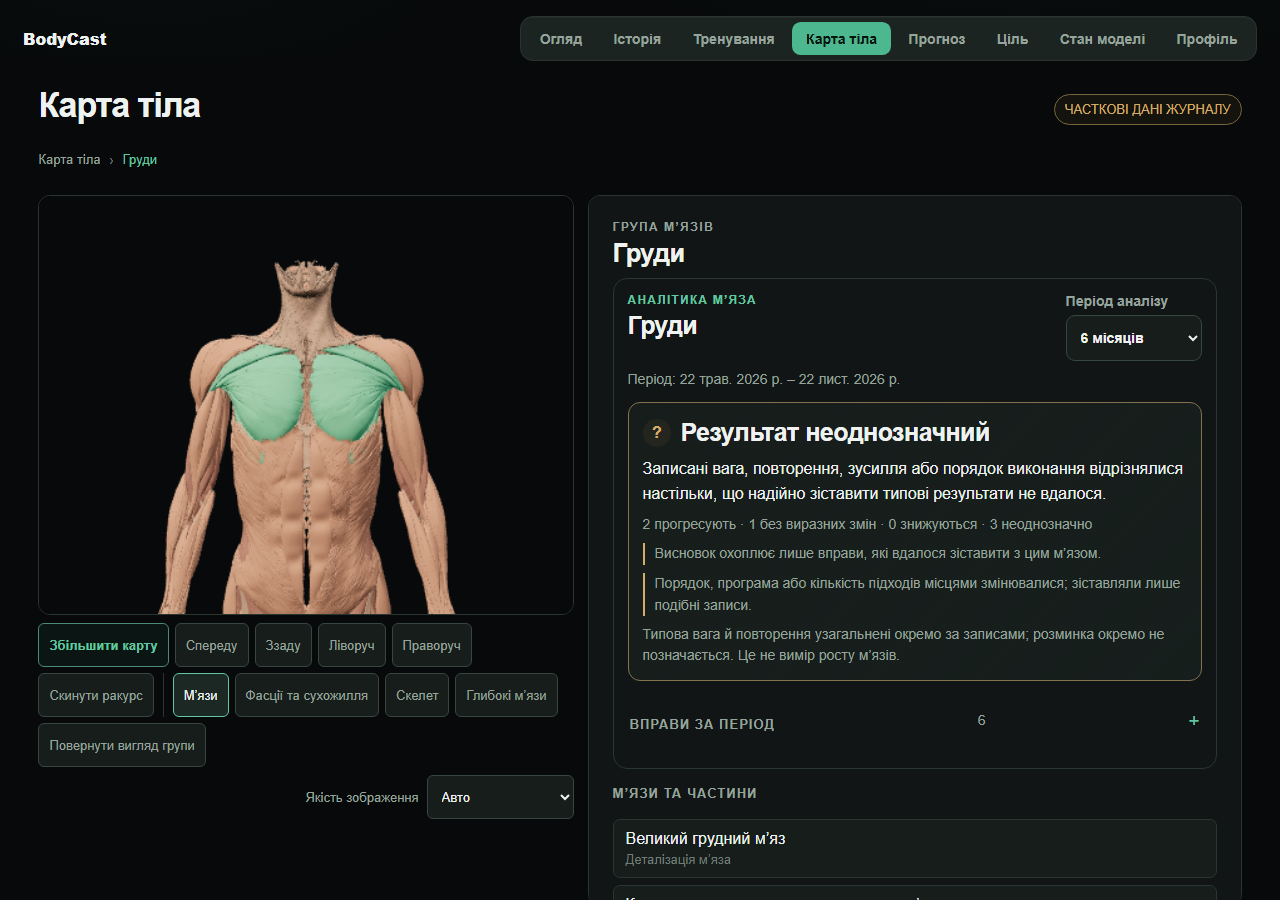 BodyCast
Огляд
Історія
Тренування
Карта тіла
Прогноз
Ціль
Стан моделі
Профіль
Карта тіла
ЧАСТКОВІ ДАНІ ЖУРНАЛУ
Карта тіла › Груди
ГРУПА М'ЯЗІВ
Груди
АНАЛІТИКА М'ЯЗА
Груди
Період аналізу
6 місяців
Період: 22 трав. 2026 р. – 22 лист. 2026 р.
? Результат неоднозначний
Записані вага, повторення, зусилля або порядок виконання відрізнялися
настільки, що надійно зіставити типові результати не вдалося.
2 прогресують · 1 без виразних змін · 0 знижуються · 3 неоднозначно
Висновок охоплює лише вправи, які вдалося зіставити з цим м'язом.
Порядок, програма або кількість підходів місцями змінювалися; зіставляли лише
подібні записи.
Типова вага й повторення узагальнені окремо за записами; розминка окремо не
позначається. Це не вимір росту м'язів.
ВПРАВИ ЗА ПЕРІОД 6 +
М'ЯЗИ ТА ЧАСТИНИ
Великий грудний м'яз
Деталізація м'яза
Збільшити карту
Спереду
Ззаду
Ліворуч
Праворуч
Скинути ракурс
М'язи
Фасції та сухожилля
Скелет
Глибокі м'язи
Повернути вигляд групи
Якість зображення
Авто